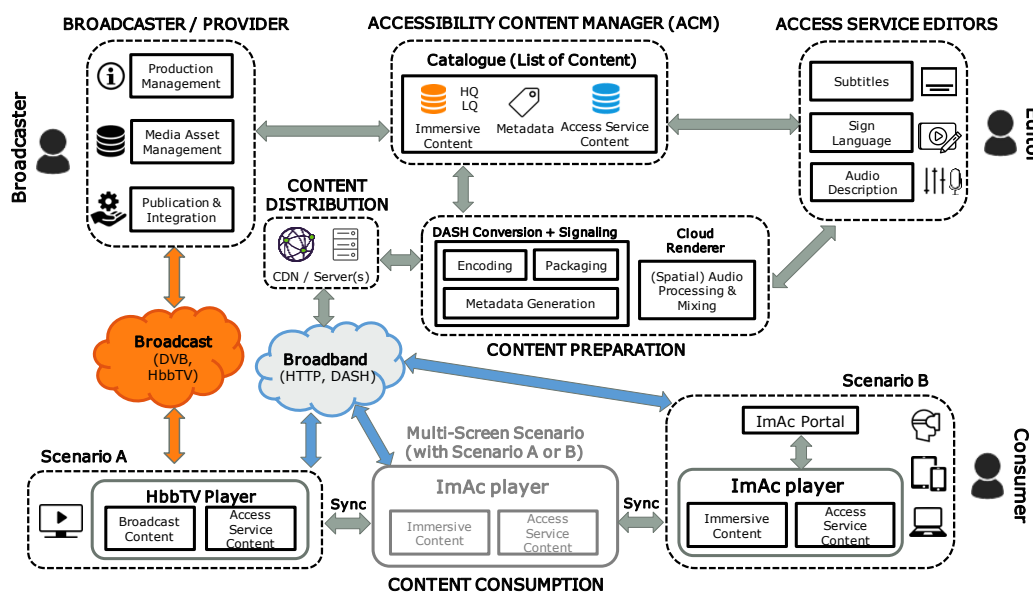 BROADCASTER / PROVIDER
ACCESSIBILITY CONTENT MANAGER (ACM)
ACCESS SERVICE EDITORS
Production
Management
Media Asset
Management
Publication &
Integration
Broadcaster
Catalogue (List of Content)
HQ
LQ
Immersive
Content
Metadata
Access Service
Content
Subtitles
Sign
Language
Audio
Description
Editor
CONTENT
DISTRIBUTION
CDN / Server(s)
DASH Conversion + Signaling
Encoding
Packaging
Metadata Generation
Cloud
Renderer
(Spatial) Audio
Processing &
Mixing
CONTENT PREPARATION
Broadcast
(DVB,
HbbTV)
Broadband
(HTTP, DASH)
Scenario A
HbbTV Player
Broadcast
Content
Access
Service
Content
Sync
Multi-Screen Scenario
(with Scenario A or B)
ImAc player
Immersive
Content
Access
Service
Content
Sync
CONTENT CONSUMPTION
Scenario B
ImAc Portal
ImAc player
Immersive
Content
Access
Service
Content
Consumer